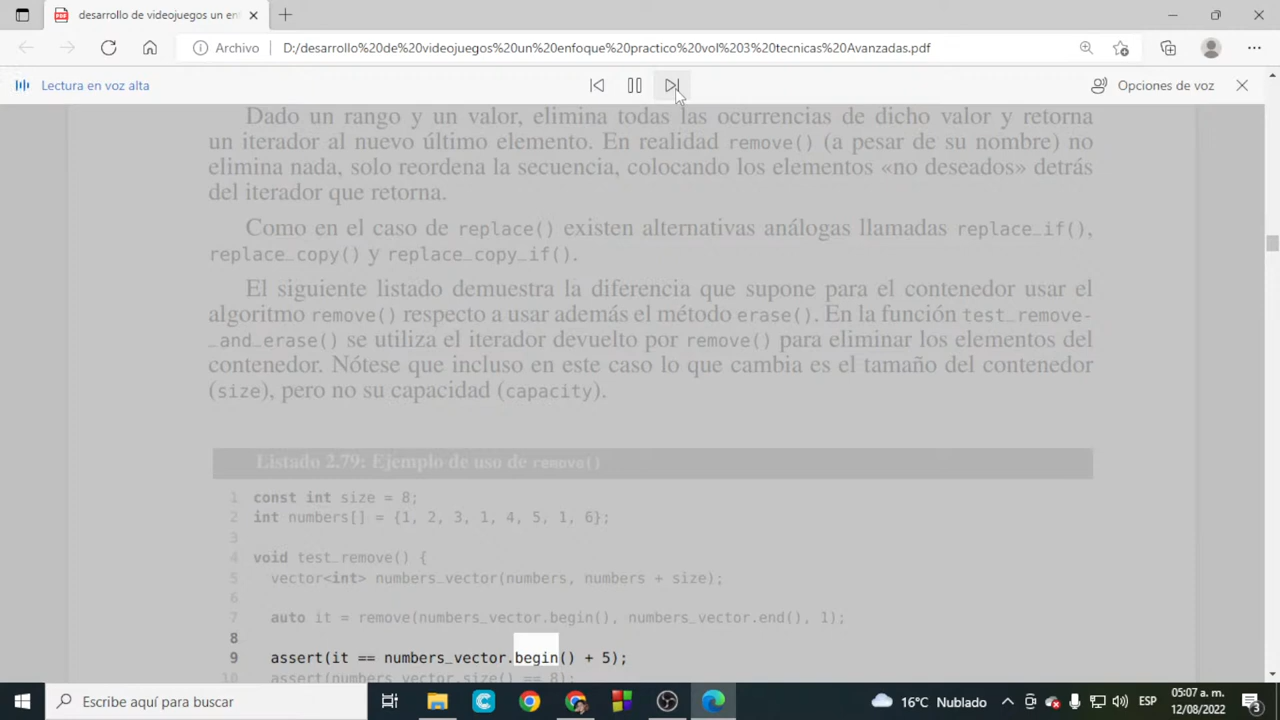 desarrollo de videojuegos un en
Archivo
D:/desarrollo%20de%20videojuegos%20un%20enfoque%20practico%20vol%203%20tecnicas%20Avanzadas.pdf
Lectura en voz alta
Opciones de voz
Dado un rango y un valor, elimina todas las ocurrencias de dicho valor y retorna
un iterador al nuevo último elemento. En realidad remove() (a pesar de su nombre) no
elimina nada, solo reordena la secuencia, colocando los elementos «no deseados» detrás
del iterador que retorna.
Como en el caso de replace() existen alternativas análogas llamadas replace_if(),
replace_copy() y replace_copy_if().
El siguiente listado demuestra la diferencia que supone para el contenedor usar el
algoritmo remove() respecto a usar además el método erase(). En la función test_remove-
_and_erase() se utiliza el iterador devuelto por remove() para eliminar los elementos del
contenedor. Nótese que incluso en este caso lo que cambia es el tamaño del contenedor
(size), pero no su capacidad (capacity).
Listado 2.79: Ejemplo de uso de remove()
1 const int size = 8;
2 int numbers[] = {1, 2, 3, 1, 4, 5, 1, 6};
3
4 void test_remove() {
5 vector<int> numbers_vector(numbers, numbers + size);
6
7 auto it = remove(numbers_vector.begin(), numbers_vector.end(), 1);
8
9 assert(it == numbers_vector.begin() + 5);
10 assert(numbers_vector.size() == 8);
Escribe aquí para buscar
16°C Nublado
ESP
05:07 a. m.
12/08/2022
3